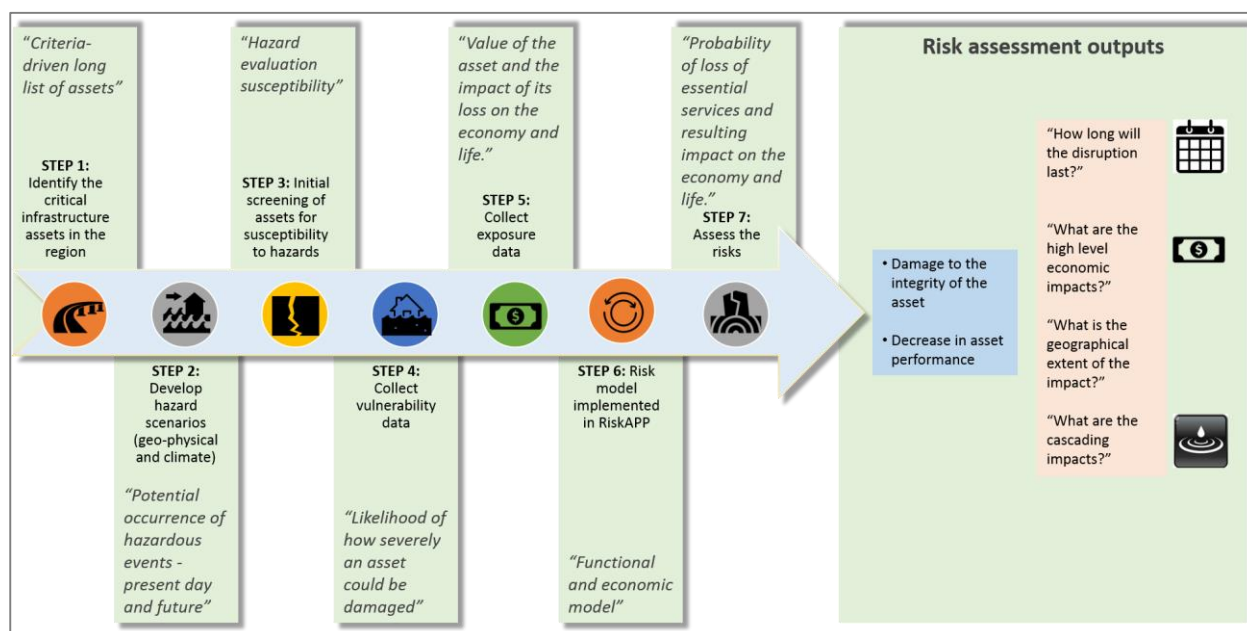 “Criteria-
driven long
list of assets”
STEP 1:
Identify the
critical
infrastructure
assets in the
region
STEP 2:
Develop
hazard
scenarios
(geo-physical
and climate)
“Potential
occurrence of
hazardous
events -
present day
and future”
“Hazard
evaluation
susceptibility”
STEP 3: Initial
screening of
assets for
susceptibility
to hazards
STEP 4:
Collect
vulnerability
data
“Likelihood of
how severely
an asset
could be
damaged”
“Value of the
asset and the
impact of its
loss on the
economy and
life.”
STEP 5:
Collect
exposure
data
STEP 6: Risk
model
implemented
in RiskAPP
“Functional
and economic
model”
“Probability
of loss of
essential
services and
resulting
impact on the
economy and
life.”
STEP 7:
Assess the
risks
Risk assessment outputs
• Damage to the
integrity of the
asset
• Decrease in asset
performance
“How long will
the disruption
last?”
“What are the
high level
economic
impacts?”
“What is the
geographical
extent of the
impact?”
“What are the
cascading
impacts?”